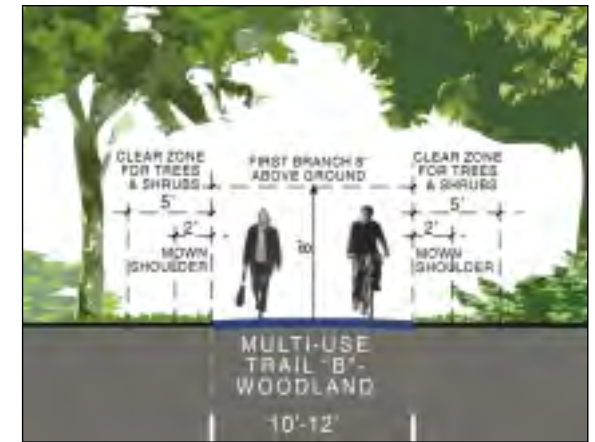 CLEAR ZONE
FOR TREES
& SHRUBS
5'
2'
MOWN
SHOULDER
FIRST BRANCH 8'
ABOVE GROUND
to
CLEAR ZONE
FOR TREES
& SHRUBS
5'
2'
MOWN
SHOULDER
MULTI-USE
TRAIL "B"-
WOODLAND
10'-12'